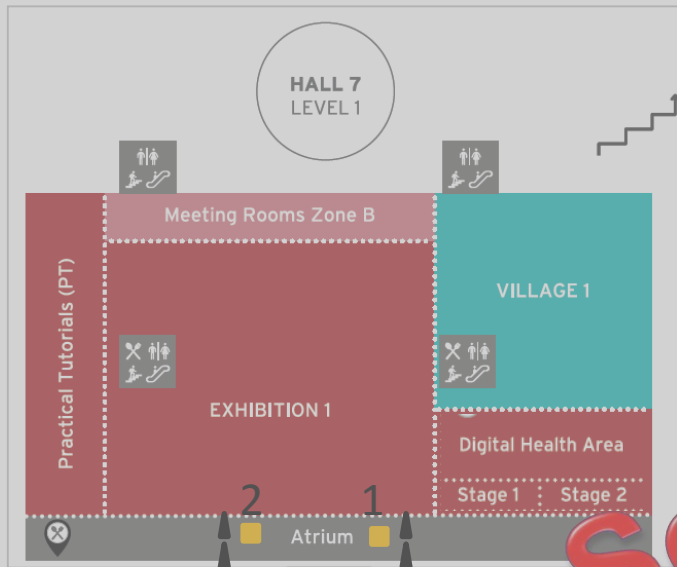 HALL 7
LEVEL 1
Meeting Rooms Zone B
Practical Tutorials (PT)
VILLAGE 1
EXHIBITION 1
Digital Health Area
Stage 1
Stage 2
2
1
Atrium